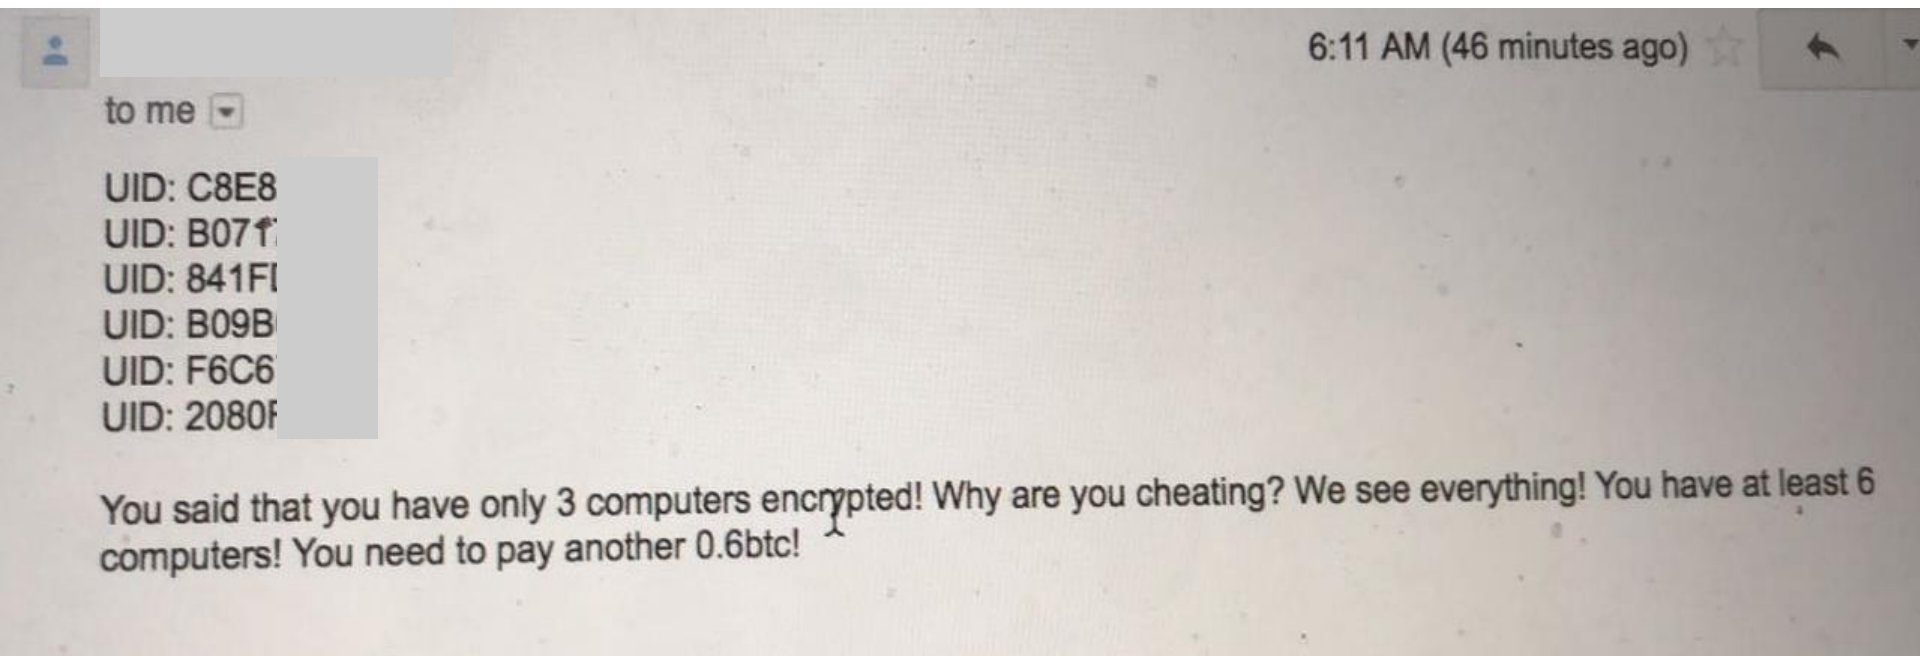 6:11 AM (46 minutes ago)
to me
UID: C8E8
UID: B071
UID: 841F
UID: B09B
UID: F6C6
UID: 2080F
You said that you have only 3 computers encrypted! Why are you cheating? We see everything! You have at least 6
computers! You need to pay another 0.6btc!